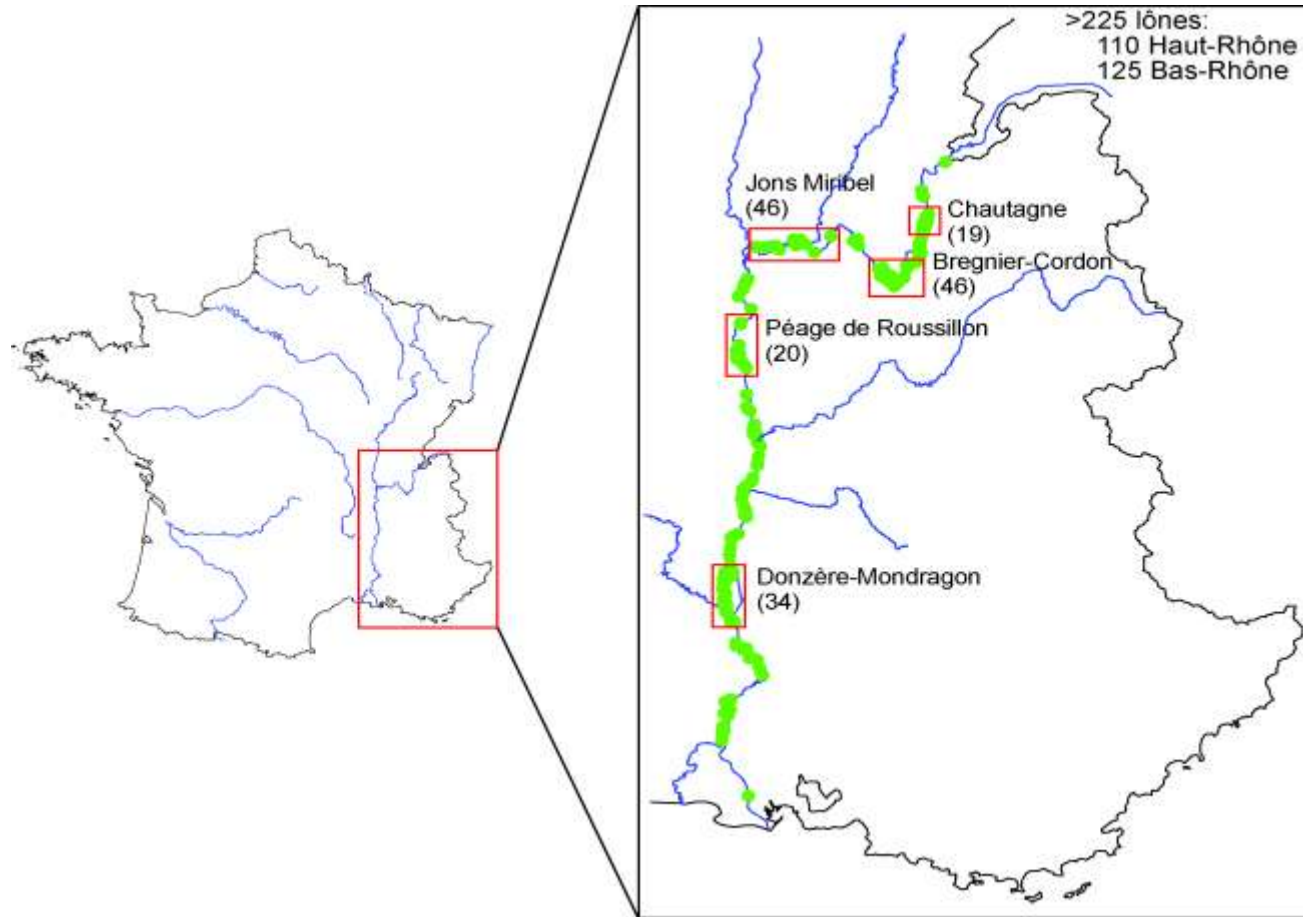 >225 lônes:
110 Haut-Rhône
125 Bas-Rhône
Jons Miribel
(46)
Chautagne
(19)
Bregnier-Cordon
(46)
Péage de Roussillon
(20)
Donzère-Mondragon
(34)